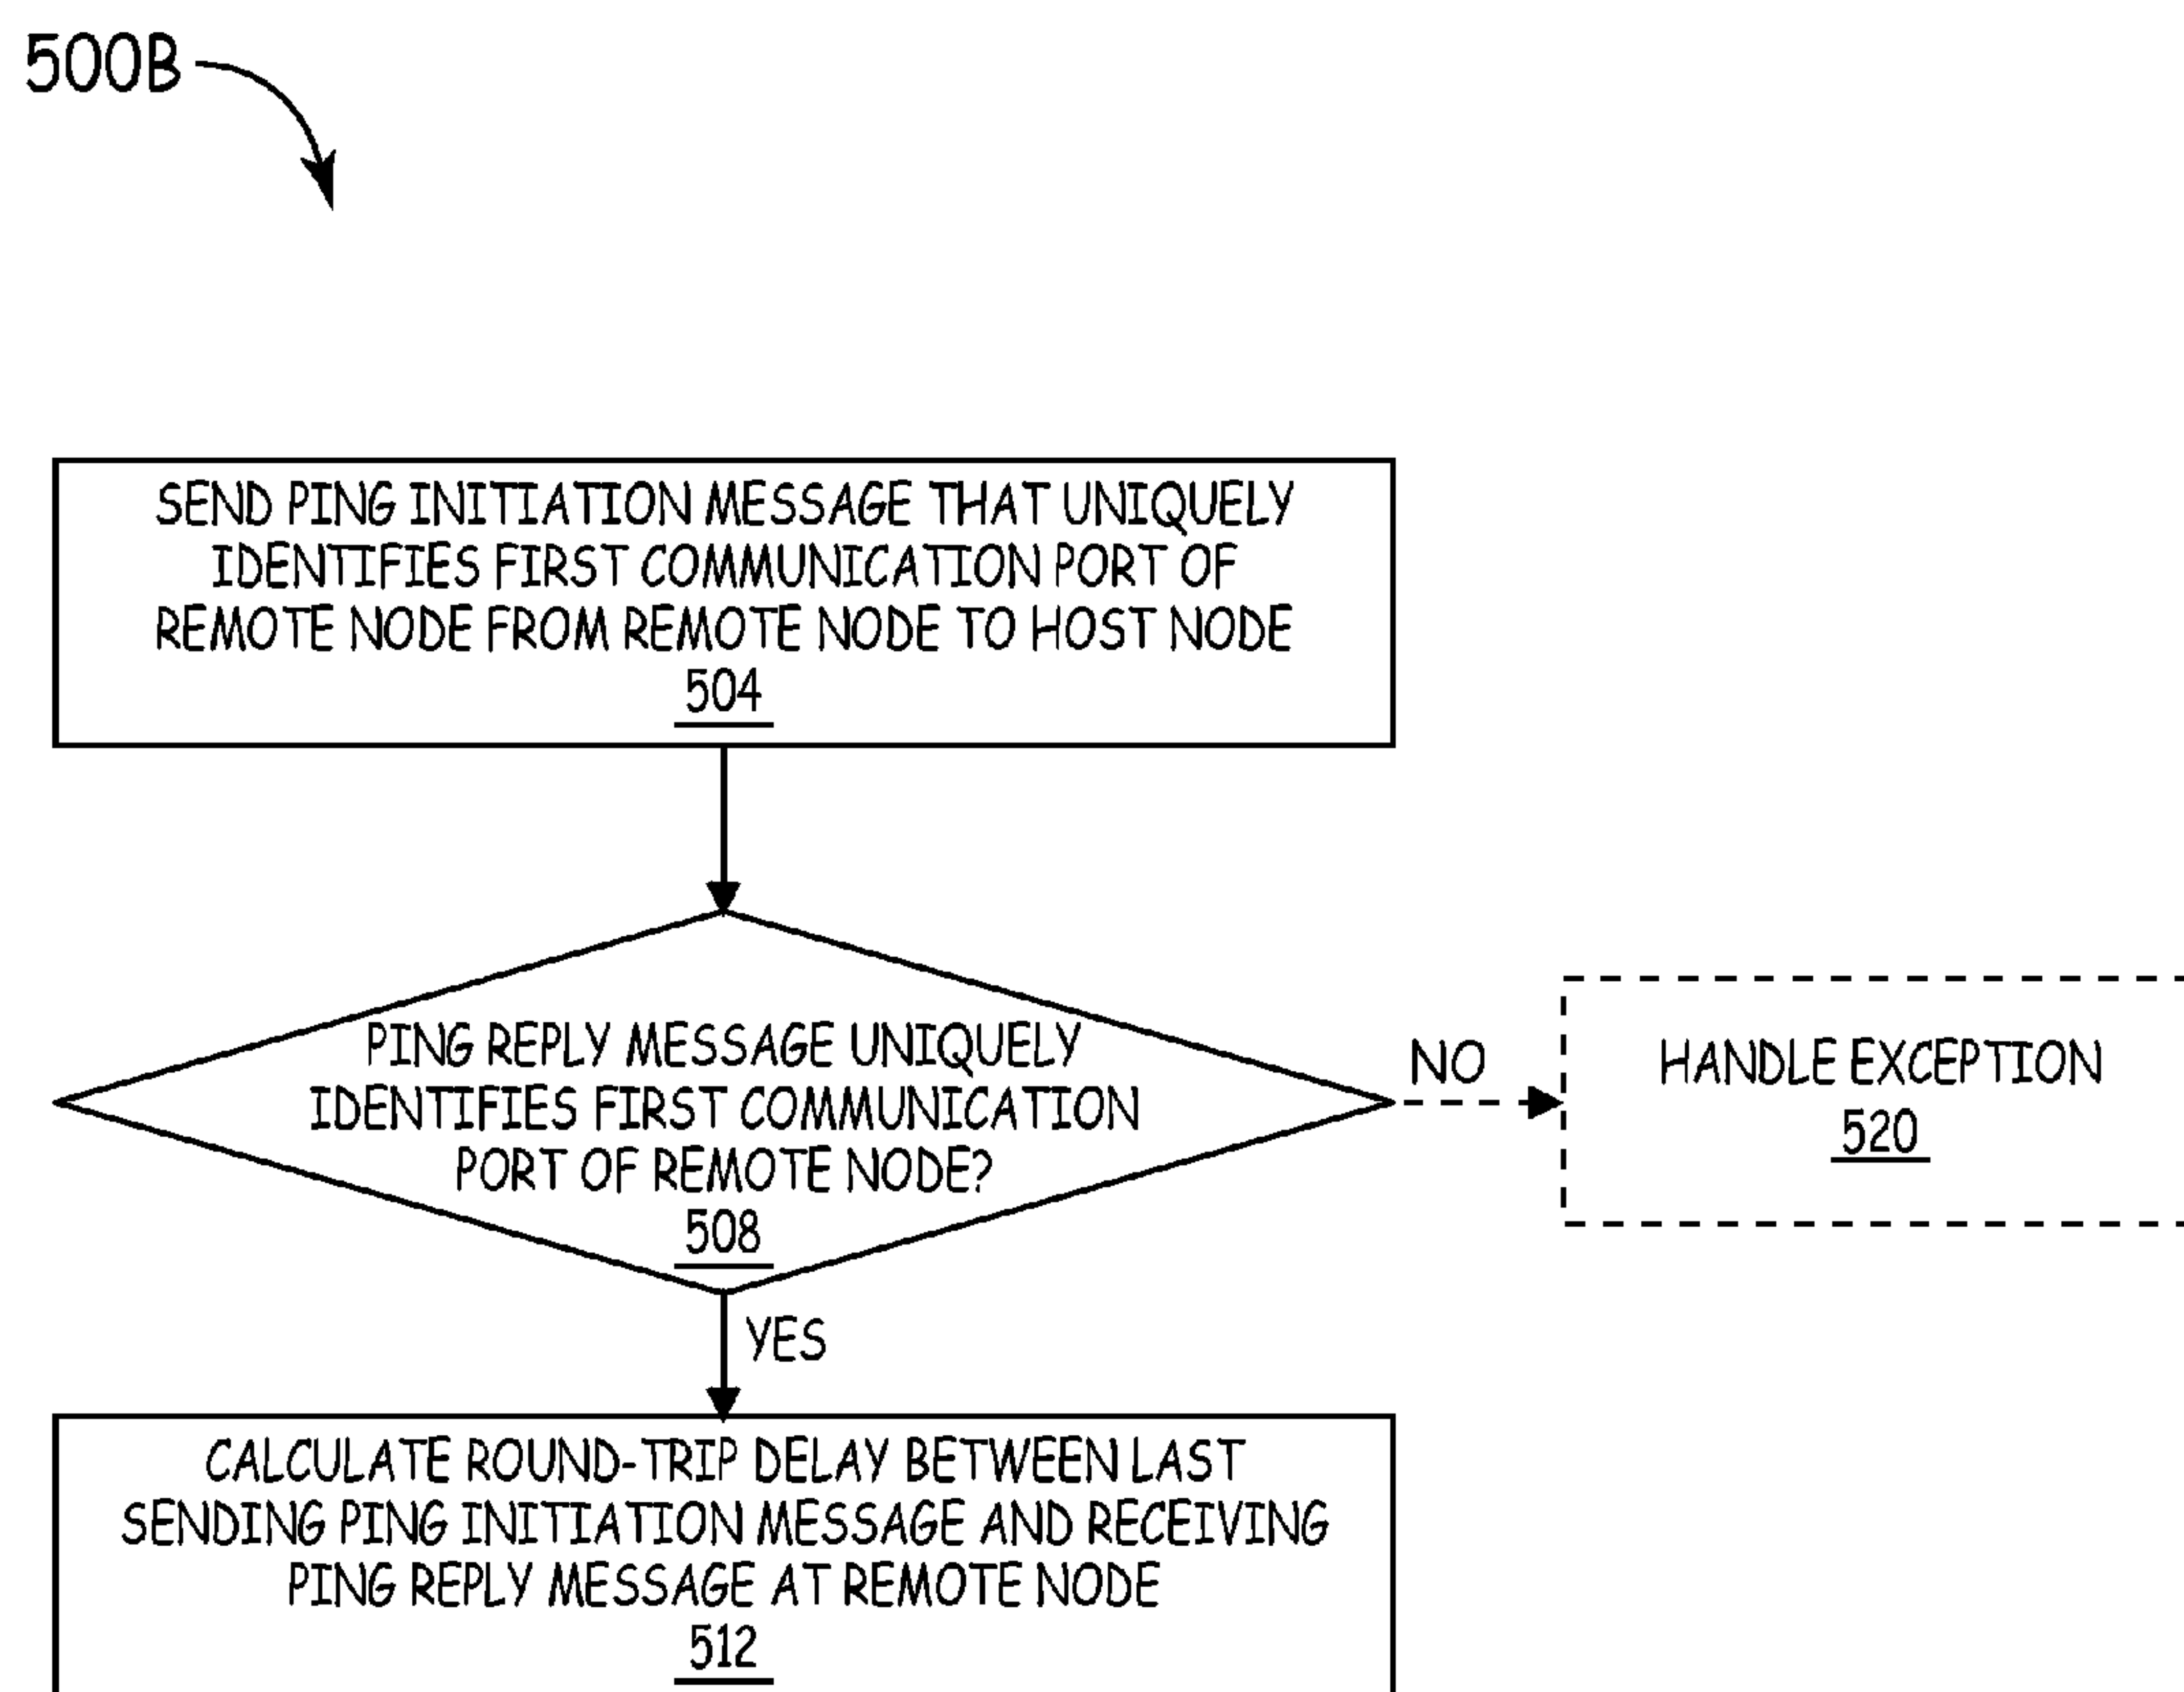 500B
SEND PING INITIATION MESSAGE THAT UNIQUELY
IDENTIFIES FIRST COMMUNICATION PORT OF
REMOTE NODE FROM REMOTE NODE TO HOST NODE
504
PING REPLY MESSAGE UNIQUELY
IDENTIFIES FIRST COMMUNICATION
PORT OF REMOTE NODE?
508
NO
HANDLE EXCEPTION
520
YES
CALCULATE ROUND-TRIP DELAY BETWEEN LAST
SENDING PING INITIATION MESSAGE AND RECEIVING
PING REPLY MESSAGE AT REMOTE NODE
512